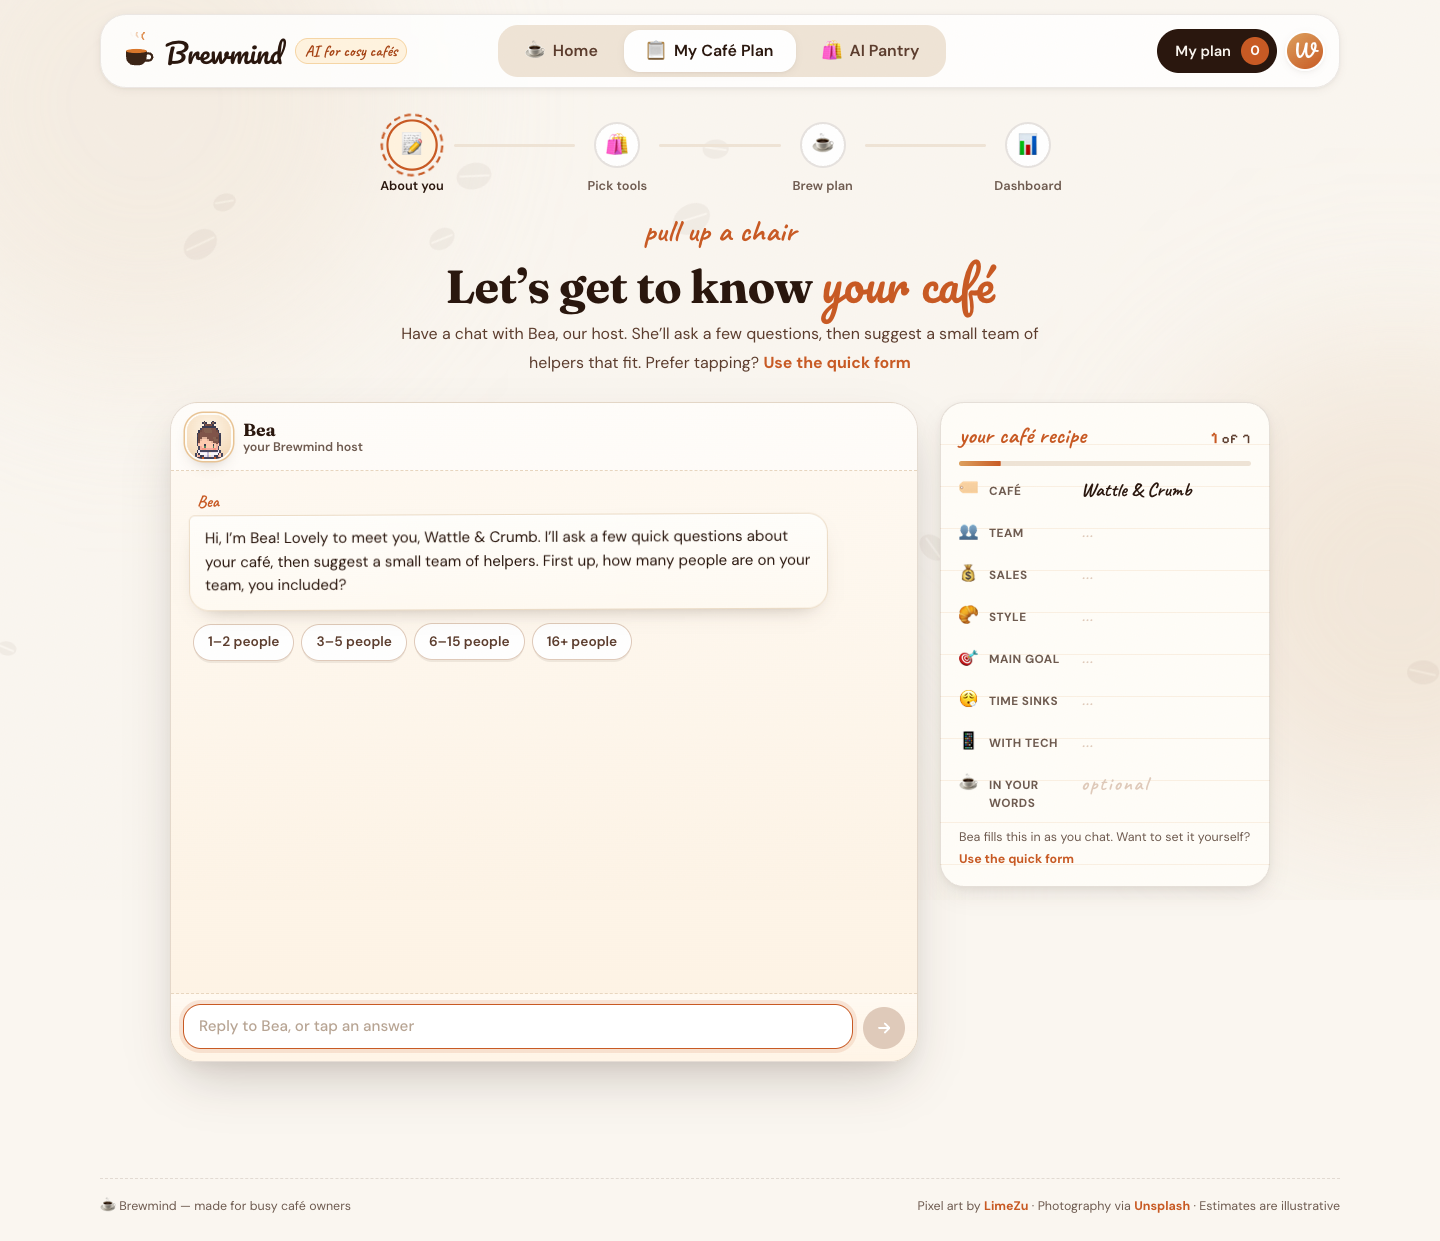 Brewmind
AI for cosy cafés
Home
My Café Plan
AI Pantry
My plan
0
W
About you
Pick tools
Brew plan
Dashboard
pull up a chair
Let's get to know your café
Have a chat with Bea, our host. She'll ask a few questions, then suggest a small team of
helpers that fit. Prefer tapping? Use the quick form
Bea
your Brewmind host
Bea
Hi, I'm Bea! Lovely to meet you, Wattle & Crumb. I'll ask a few quick questions about
your café, then suggest a small team of helpers. First up, how many people are on your
team, you included?
1–2 people
3–5 people
6–15 people
16+ people
Reply to Bea, or tap an answer
your café recipe
1 of 7
CAFÉ
Wattle & Crumb
TEAM
...
SALES
...
STYLE
...
MAIN GOAL
...
TIME SINKS
...
WITH TECH
...
IN YOUR
WORDS
optional
Bea fills this in as you chat. Want to set it yourself?
Use the quick form
Brewmind — made for busy café owners
Pixel art by LimeZu · Photography via Unsplash · Estimates are illustrative